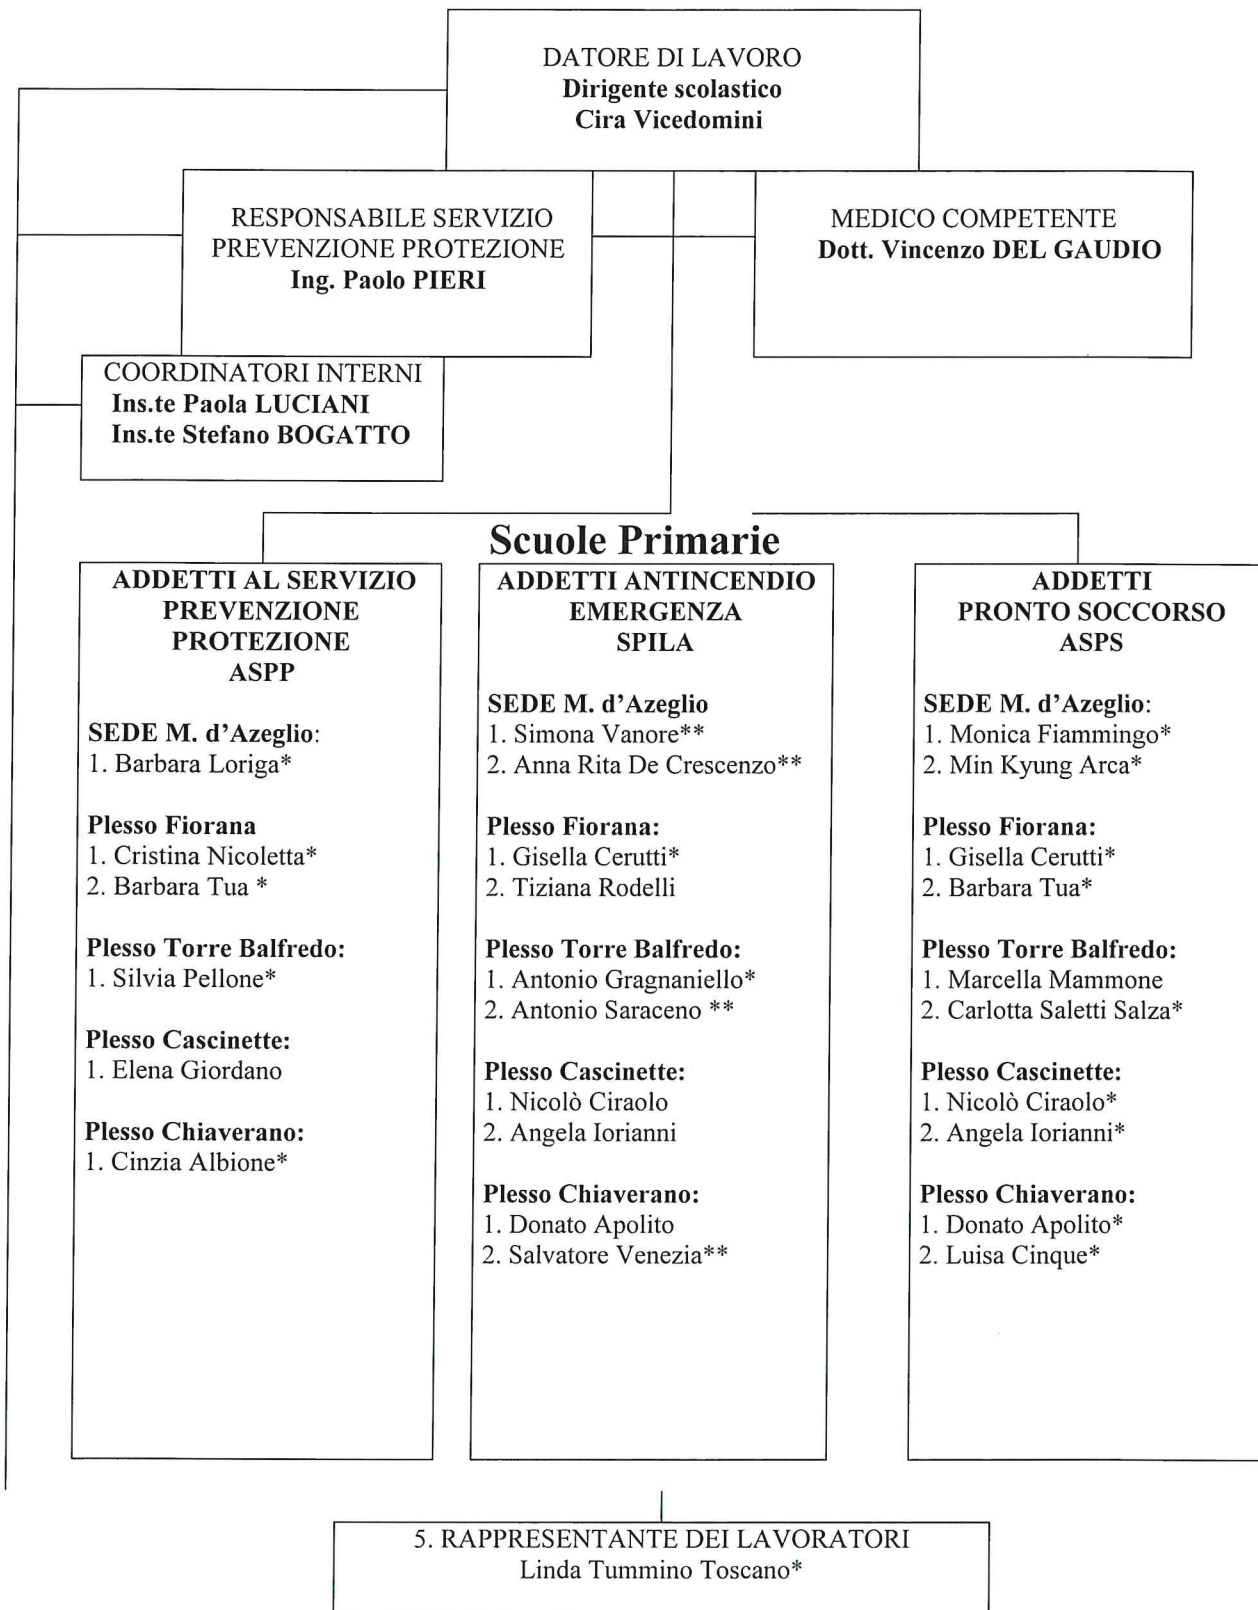 DATORE DI LAVORO
Dirigente scolastico
Cira Vicedomini
RESPONSABILE SERVIZIO
PREVENZIONE PROTEZIONE
Ing. Paolo PIERI
MEDICO COMPETENTE
Dott. Vincenzo DEL GAUDIO
COORDINATORI INTERNI
Ins.te Paola LUCIANI
Ins.te Stefano BOGATTO
Scuole Primarie
ADDETTI AL SERVIZIO
PREVENZIONE
PROTEZIONE
ASPP
SEDE M. d'Azeglio:
1. Barbara Loriga*
Plesso Fiorana
1. Cristina Nicoletta*
2. Barbara Tua *
Plesso Torre Balfredo:
1. Silvia Pellone*
Plesso Cascinette:
1. Elena Giordano
Plesso Chiaverano:
1. Cinzia Albione*
ADDETTI ANTINCENDIO
EMERGENZA
SPILA
SEDE M. d'Azeglio
1. Simona Vanore**
2. Anna Rita De Crescenzo**
Plesso Fiorana:
1. Gisella Cerutti*
2. Tiziana Rodelli
Plesso Torre Balfredo:
1. Antonio Gragnaniello*
2. Antonio Saraceno **
Plesso Cascinette:
1. Nicolò Ciraolo
2. Angela Iorianni
Plesso Chiaverano:
1. Donato Apolito
2. Salvatore Venezia**
ADDETTI
PRONTO SOCCORSO
ASPS
SEDE M. d'Azeglio:
1. Monica Fiammingo*
2. Min Kyung Arca*
Plesso Fiorana:
1. Gisella Cerutti*
2. Barbara Tua*
Plesso Torre Balfredo:
1. Marcella Mammone
2. Carlotta Saletti Salza*
Plesso Cascinette:
1. Nicolò Ciraolo*
2. Angela Iorianni*
Plesso Chiaverano:
1. Donato Apolito*
2. Luisa Cinque*
5. RAPPRESENTANTE DEI LAVORATORI
Linda Tummino Toscano*